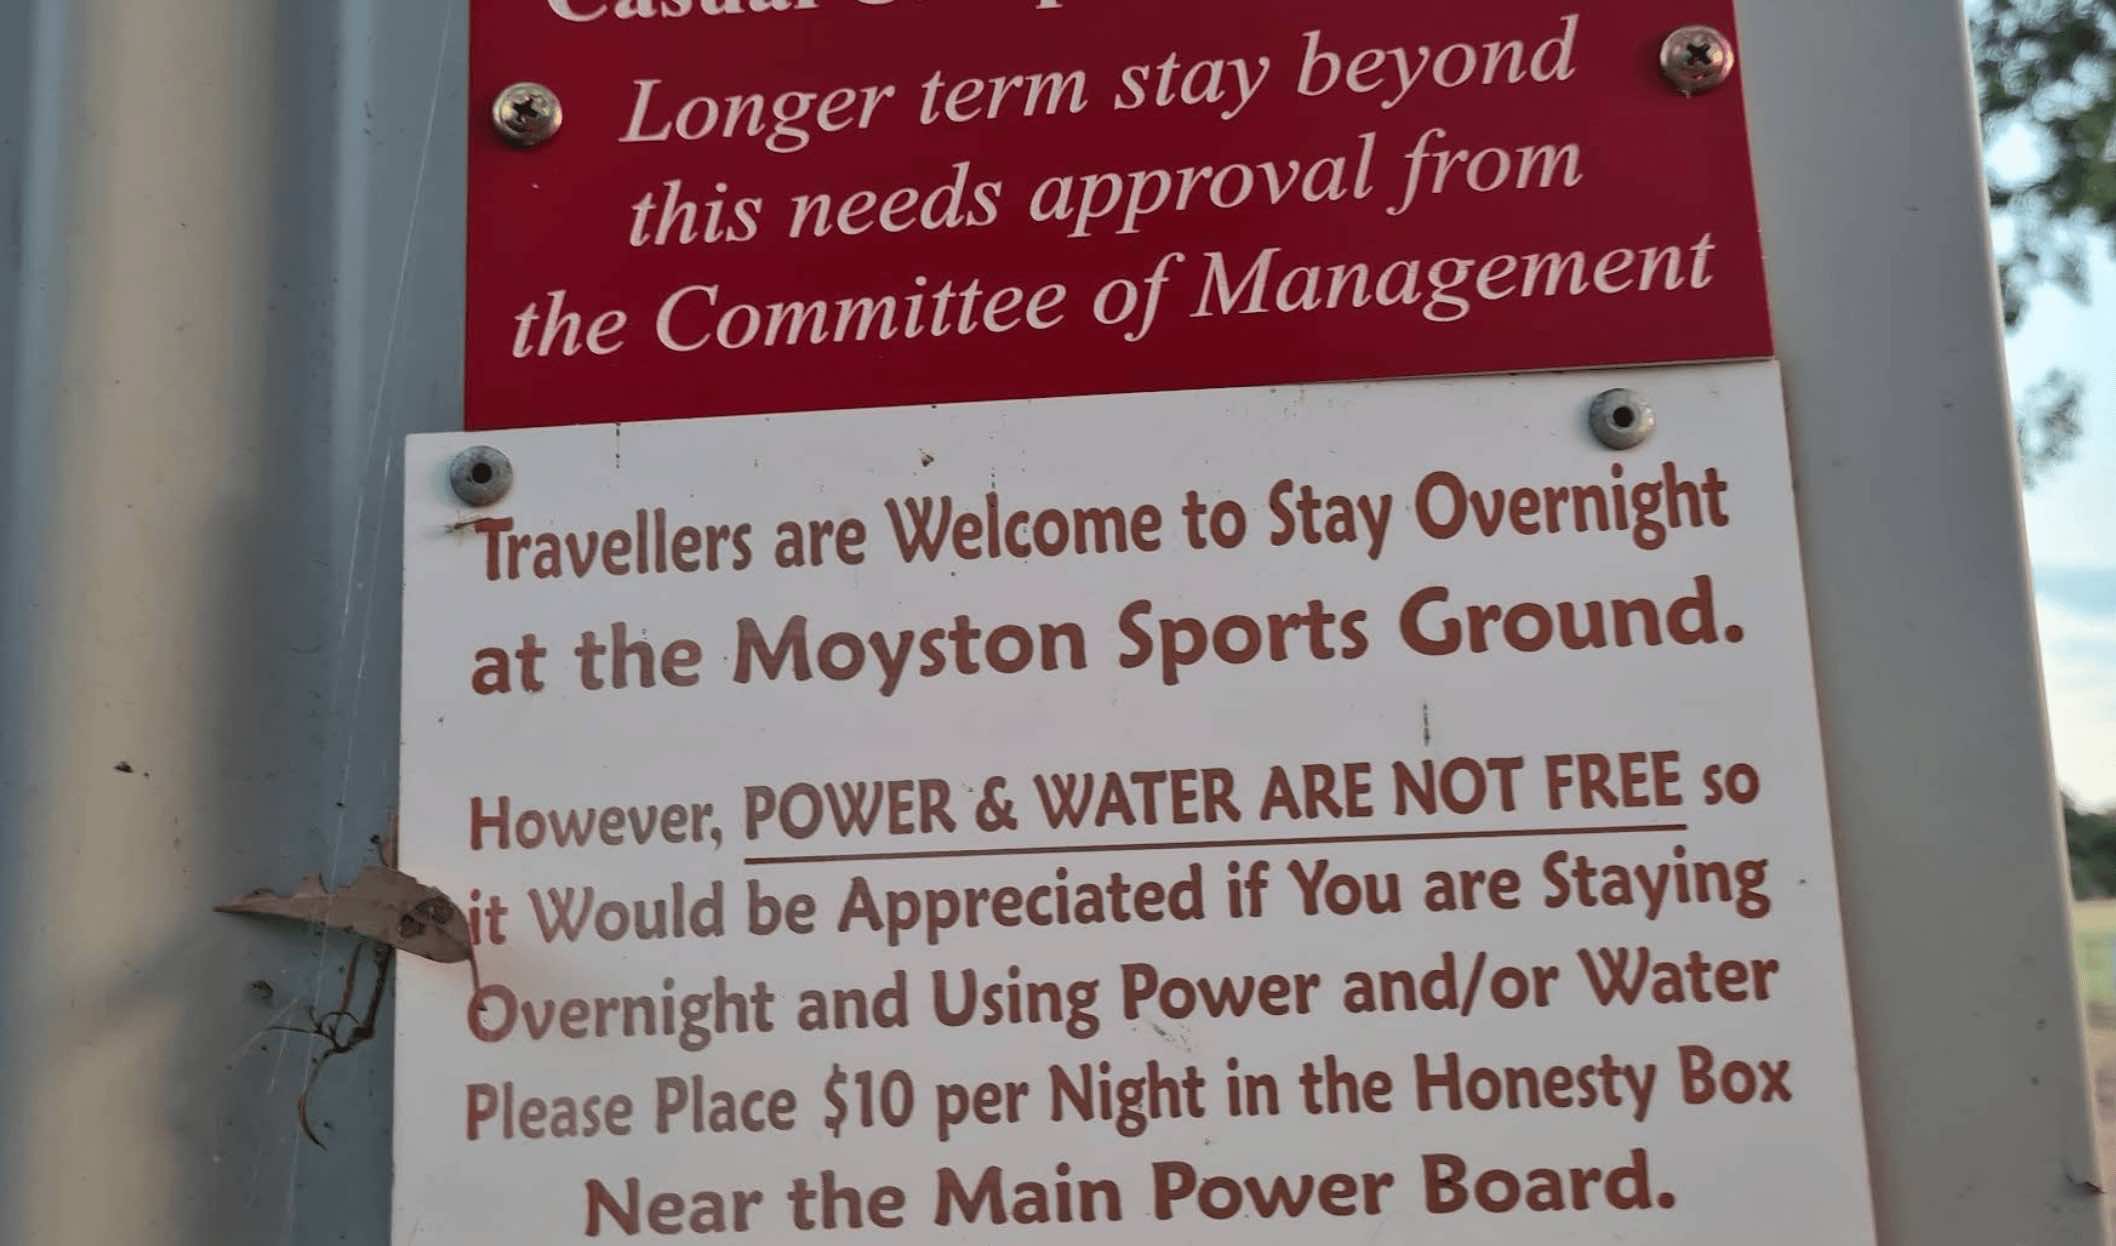 Casual
Longer term stay beyond
this needs approval from
the Committee of Management
Travellers are Welcome to Stay Overnight
at the Moyston Sports Ground.
However, POWER & WATER ARE NOT FREE so
it Would be Appreciated if You are Staying
Overnight and Using Power and/or Water
Please Place $10 per Night in the Honesty Box
Near the Main Power Board.